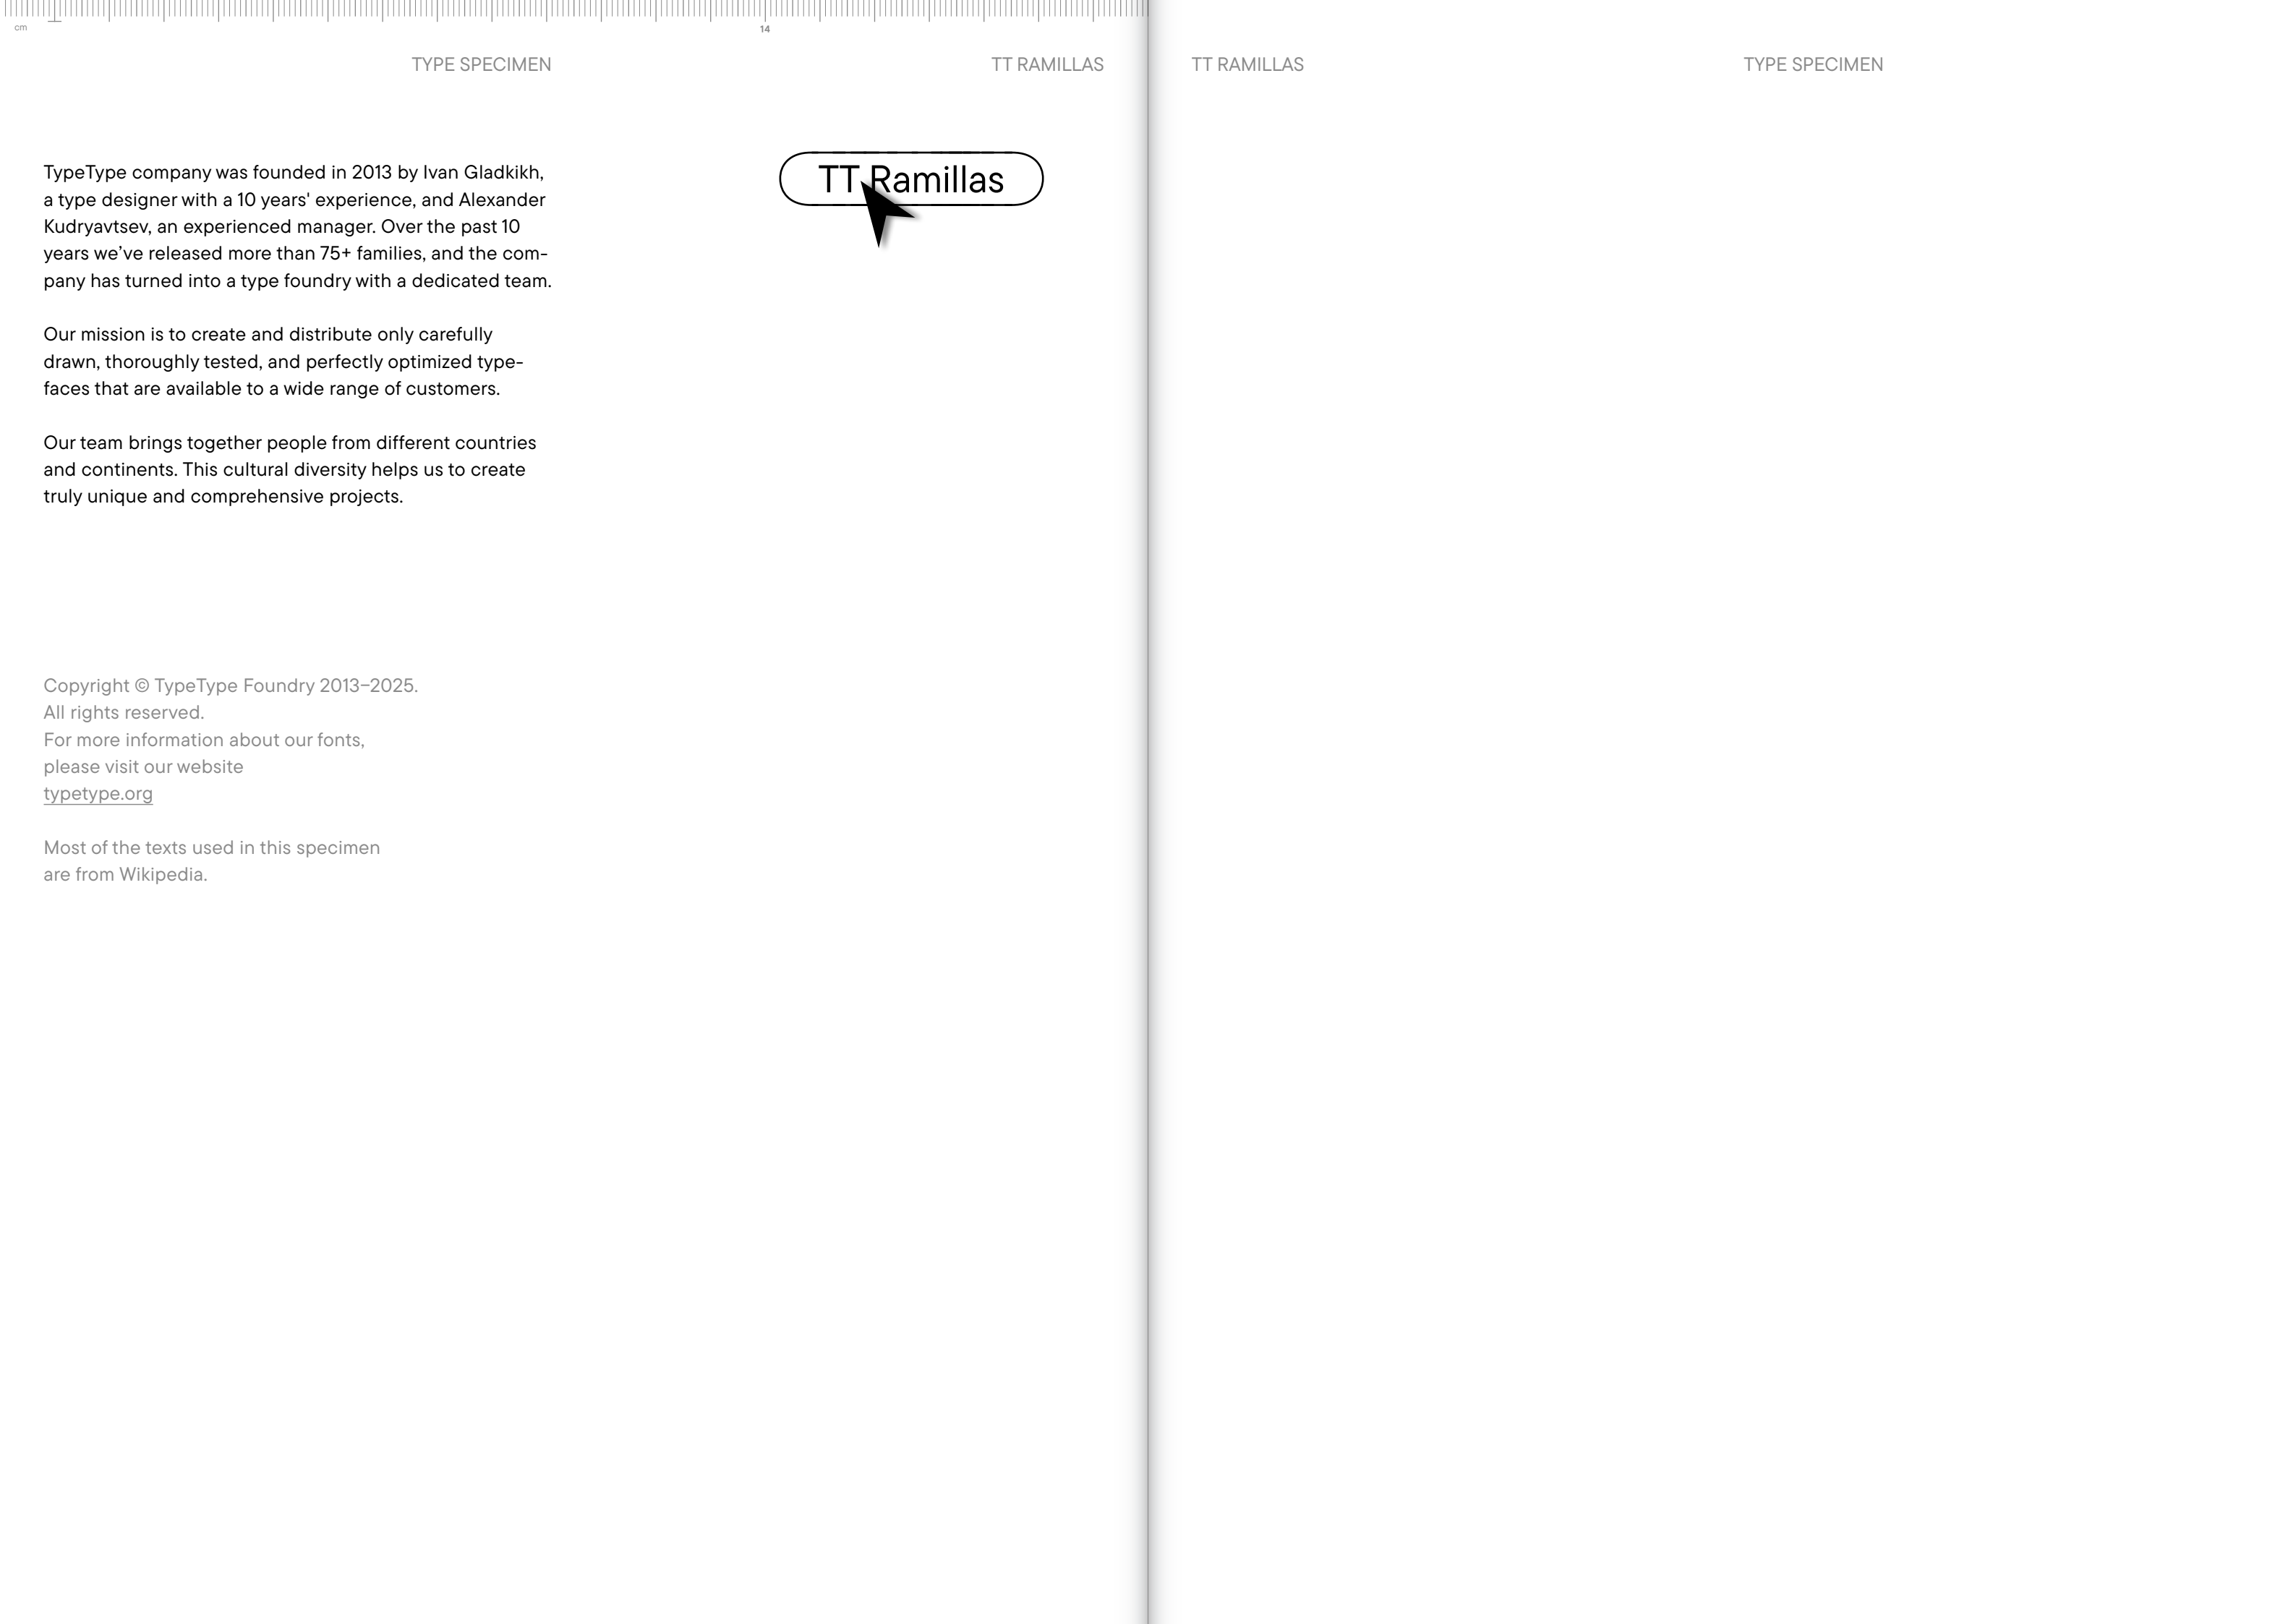 cm
14
TYPE SPECIMEN
TT RAMILLAS
TT RAMILLAS
TYPE SPECIMEN
TypeType company was founded in 2013 by Ivan Gladkikh,
a type designer with a 10 years' experience, and Alexander
Kudryavtsev, an experienced manager. Over the past 10
years we’ve released more than 75+ families, and the com-
pany has turned into a type foundry with a dedicated team.
Our mission is to create and distribute only carefully
drawn, thoroughly tested, and perfectly optimized type-
faces that are available to a wide range of customers.
Our team brings together people from different countries
and continents. This cultural diversity helps us to create
truly unique and comprehensive projects.
Copyright © TypeType Foundry 2013–2025.
All rights reserved.
For more information about our fonts,
please visit our website
typetype.org
Most of the texts used in this specimen
are from Wikipedia.
TT Ramillas